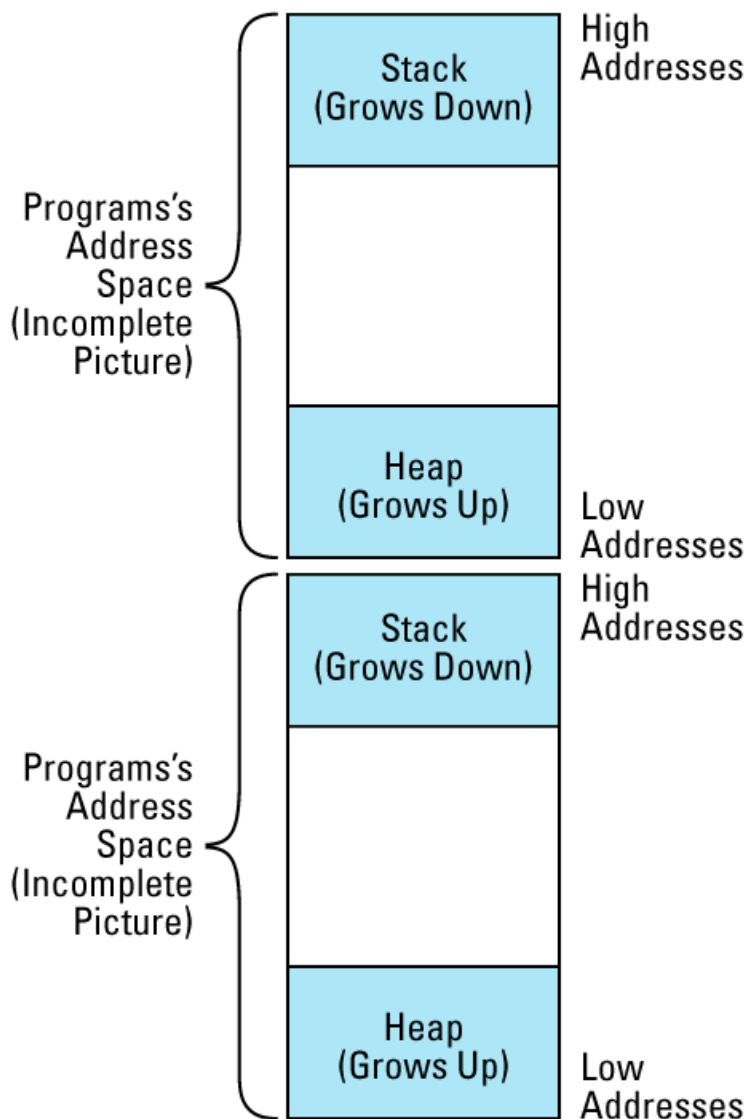 High
Addresses
Stack
(Grows Down)
Programs's
Address
Space
(Incomplete
Picture)
Heap
(Grows Up)
Low
Addresses
High
Addresses
Stack
(Grows Down)
Programs's
Address
Space
(Incomplete
Picture)
Heap
(Grows Up)
Low
Addresses